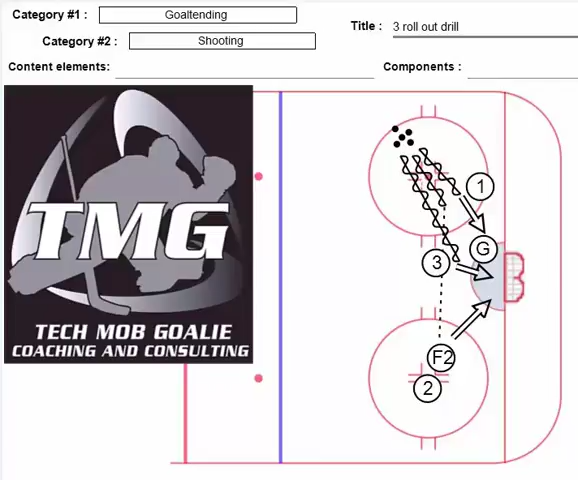 Category #1 :
Goaltending
Title :
3 roll out drill
Category #2 :
Shooting
Content elements:
Components :
TMG
TECH MOB GOALIE
COACHING AND CONSULTING
1
G
3
F2
2